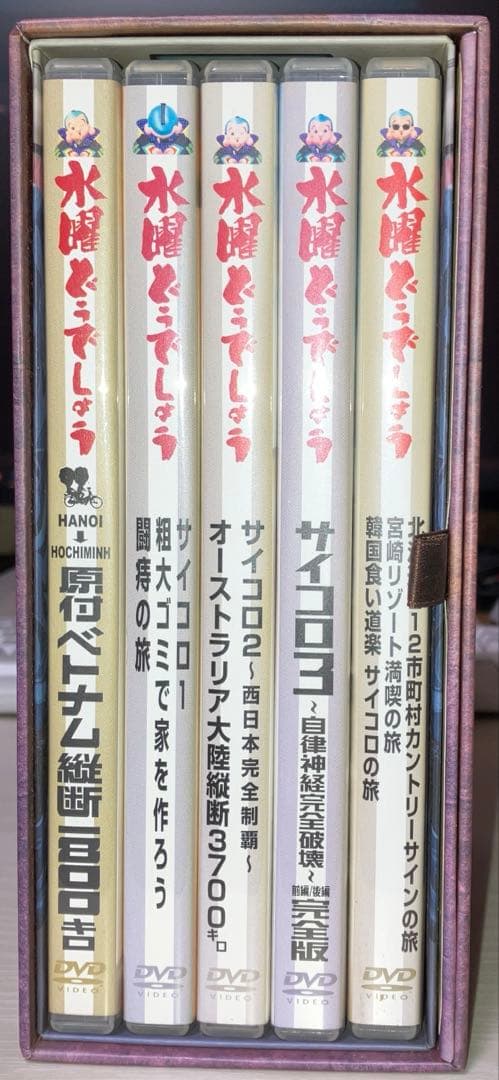 水曜どうでしょう
HANOI
HOCHIMINH
原付ベトナム縦断1800キロ
DVD
VIDEO
水曜どうでしょう
サイコロ1
粗大ゴミで家を作ろう
闘痔の旅
DVD
VIDEO
水曜どうでしょう
サイコロ2～西日本完全制覇～
オーストラリア大陸縦断3700キロ
DVD
VIDEO
水曜どうでしょう
サイコロ3
～自律神経完全破壊～
前編/後編
完全版
DVD
VIDEO
水曜どうでしょう
北 12市町村カントリーサインの旅
宮崎リゾート満喫の旅
韓国食い道楽 サイコロの旅
DVD
VIDEO